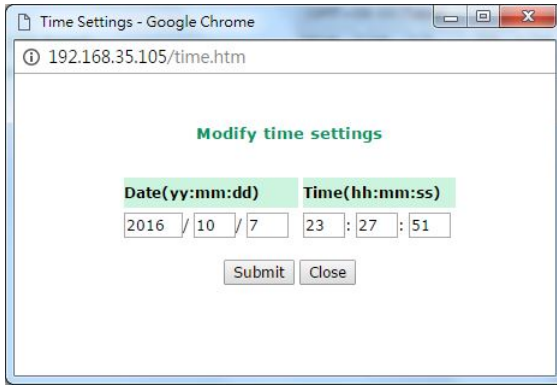 Time Settings - Google Chrome
192.168.35.105/time.htm
Modify time settings
Date(yy:mm:dd) Time(hh:mm:ss)
2016 / 10 / 7 23 : 27 : 51
Submit Close